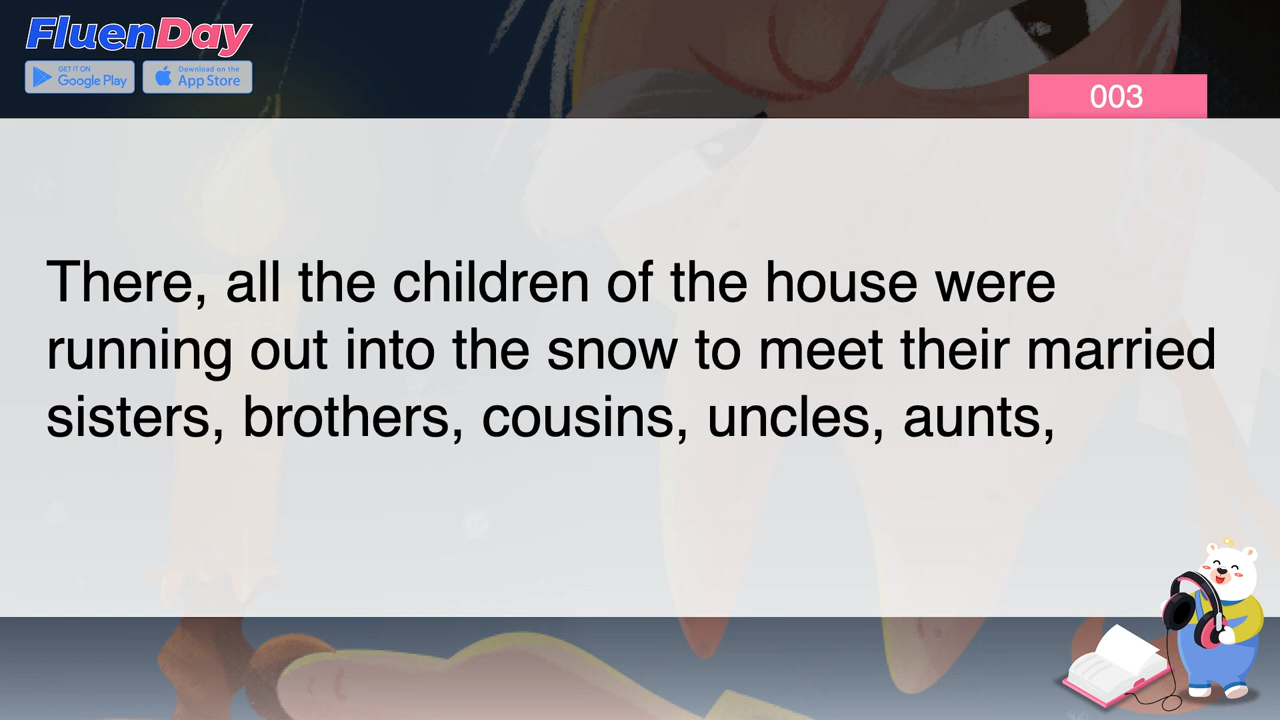 FluenDay
GET IT ON
Google Play
Download on the
App Store
003
There, all the children of the house were
running out into the snow to meet their married
sisters, brothers, cousins, uncles, aunts,